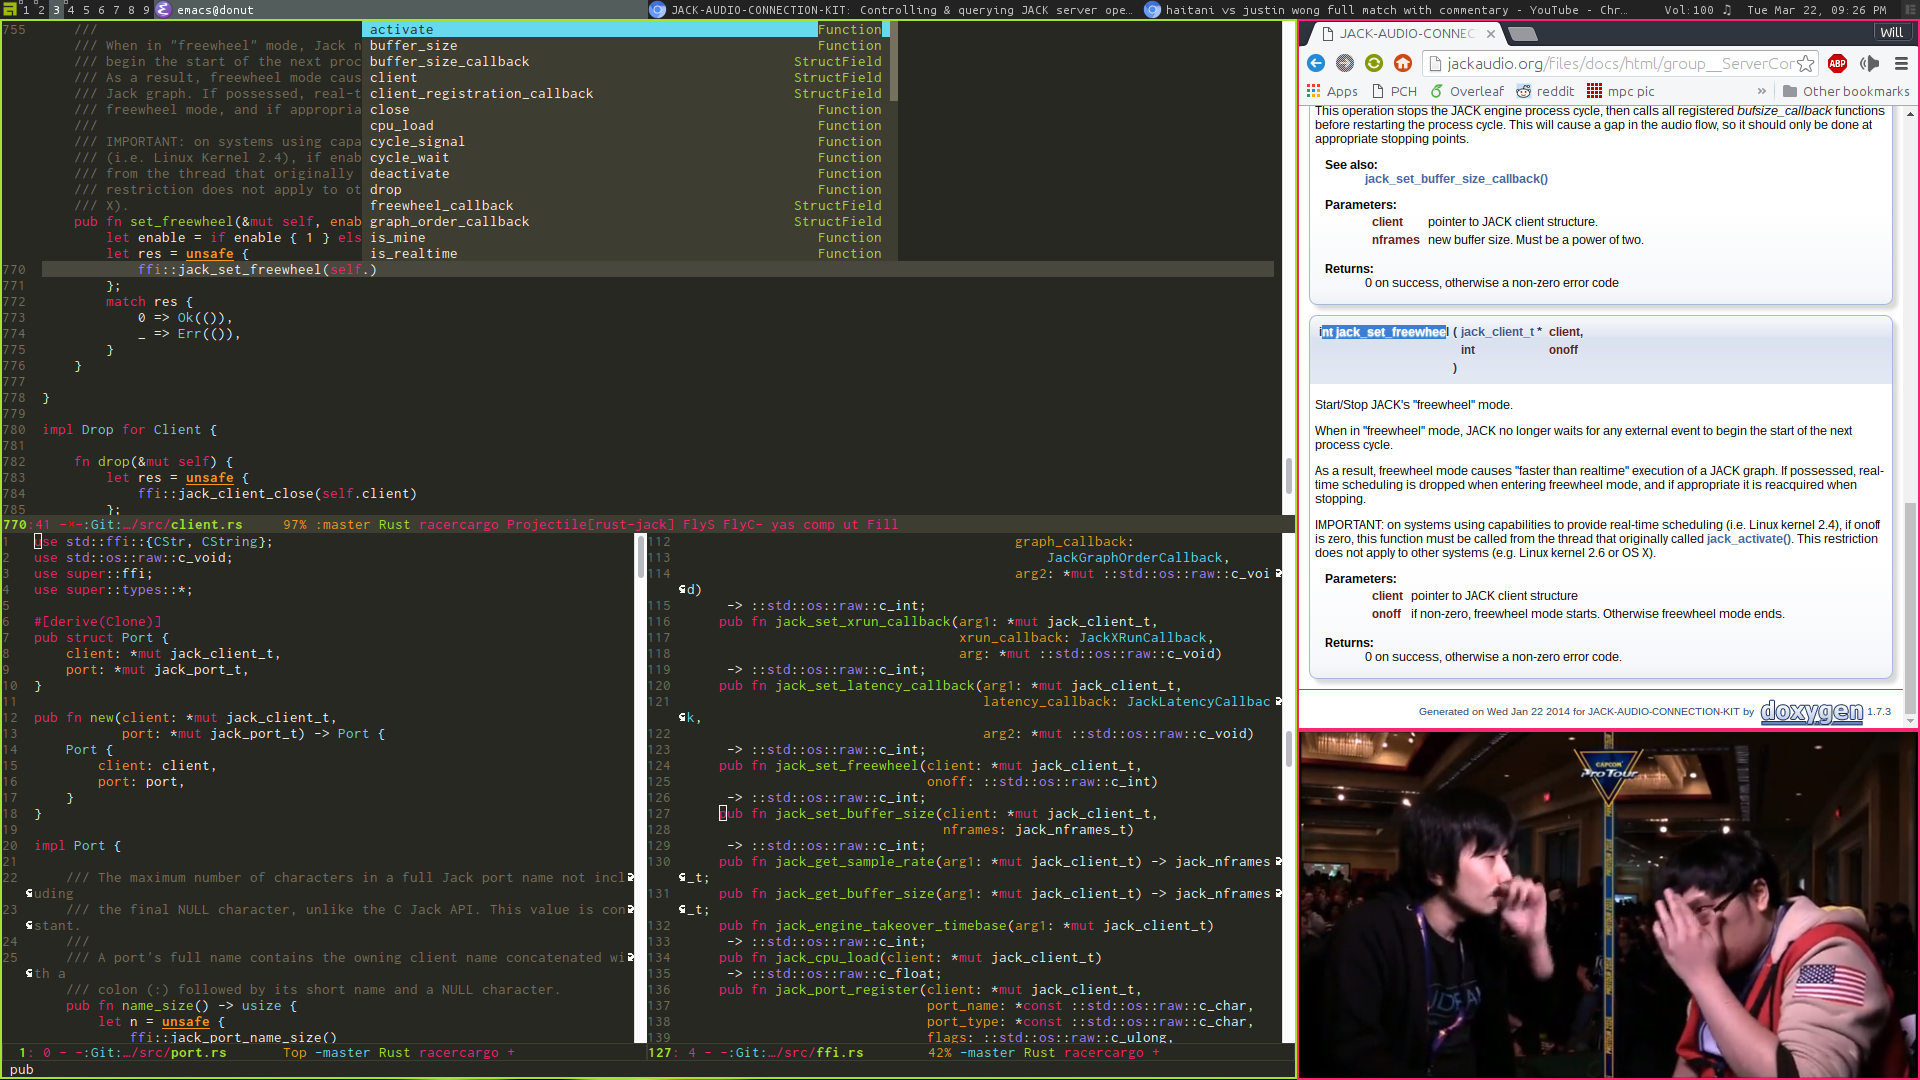 1 2 3 4 5 6 7 8 9 emacs@donut
JACK-AUDIO-CONNECTION-KIT: Controlling & querying JACK server ope…
haitani vs justin wong full match with commentary - YouTube - Chr…
Vol:100 ♫ Tue Mar 22, 09:26 PM
755 ///
/// When in "freewheel" mode, Jack n
/// begin the start of the next proc
/// As a result, freewheel mode caus
/// Jack graph. If possessed, real-t
/// freewheel mode, and if appropria
///
/// IMPORTANT: on systems using capa
/// (i.e. Linux Kernel 2.4), if enab
/// from the thread that originally
/// restriction does not apply to ot
/// X).
pub fn set_freewheel(&mut self, enab
let enable = if enable { 1 } els
let res = unsafe {
770 ffi::jack_set_freewheel(self.)
771 };
772 match res {
773 0 => Ok(()),
774 _ => Err(()),
775 }
776 }
777
778 }
779
780 impl Drop for Client {
781
782 fn drop(&mut self) {
783 let res = unsafe {
784 ffi::jack_client_close(self.client)
785 };
activate Function
buffer_size Function
buffer_size_callback StructField
client StructField
client_registration_callback StructField
close Function
cpu_load Function
cycle_signal Function
cycle_wait Function
deactivate Function
drop Function
freewheel_callback StructField
graph_order_callback StructField
is_mine Function
is_realtime Function
770:41 -*-:Git:…/src/client.rs 97% :master Rust racercargo Projectile[rust-jack] FlyS FlyC- yas comp ut Fill
1 use std::ffi::{CStr, CString};
2 use std::os::raw::c_void;
3 use super::ffi;
4 use super::types::*;
5
6 #[derive(Clone)]
7 pub struct Port {
8 client: *mut jack_client_t,
9 port: *mut jack_port_t,
10 }
11
12 pub fn new(client: *mut jack_client_t,
13 port: *mut jack_port_t) -> Port {
14 Port {
15 client: client,
16 port: port,
17 }
18 }
19
20 impl Port {
21
22 /// The maximum number of characters in a full Jack port name not incl
uding
23 /// the final NULL character, unlike the C Jack API. This value is con
stant.
24 ///
25 /// A port's full name contains the owning client name concatenated wi
th a
/// colon (:) followed by its short name and a NULL character.
pub fn name_size() -> usize {
let n = unsafe {
ffi::jack_port_name_size()
1: 0 - -:Git:…/src/port.rs Top -master Rust racercargo +
112 graph_callback:
113 JackGraphOrderCallback,
114 arg2: *mut ::std::os::raw::c_voi
d)
115 -> ::std::os::raw::c_int;
116 pub fn jack_set_xrun_callback(arg1: *mut jack_client_t,
117 xrun_callback: JackXRunCallback,
118 arg: *mut ::std::os::raw::c_void)
119 -> ::std::os::raw::c_int;
120 pub fn jack_set_latency_callback(arg1: *mut jack_client_t,
121 latency_callback: JackLatencyCallbac
k,
122 arg2: *mut ::std::os::raw::c_void)
123 -> ::std::os::raw::c_int;
124 pub fn jack_set_freewheel(client: *mut jack_client_t,
125 onoff: ::std::os::raw::c_int)
126 -> ::std::os::raw::c_int;
127 pub fn jack_set_buffer_size(client: *mut jack_client_t,
128 nframes: jack_nframes_t)
129 -> ::std::os::raw::c_int;
130 pub fn jack_get_sample_rate(arg1: *mut jack_client_t) -> jack_nframes
_t;
131 pub fn jack_get_buffer_size(arg1: *mut jack_client_t) -> jack_nframes
_t;
132 pub fn jack_engine_takeover_timebase(arg1: *mut jack_client_t)
133 -> ::std::os::raw::c_int;
134 pub fn jack_cpu_load(client: *mut jack_client_t)
135 -> ::std::os::raw::c_float;
136 pub fn jack_port_register(client: *mut jack_client_t,
137 port_name: *const ::std::os::raw::c_char,
138 port_type: *const ::std::os::raw::c_char,
139 flags: ::std::os::raw::c_ulong,
127: 4 - -:Git:…/src/ffi.rs 42% -master Rust racercargo +
pub
JACK-AUDIO-CONNEC
Will
jackaudio.org/files/docs/html/group__ServerCor
ABP
Apps PCH Overleaf reddit mpc pic » Other bookmarks
This operation stops the JACK engine process cycle, then calls all registered bufsize_callback functions
before restarting the process cycle. This will cause a gap in the audio flow, so it should only be done at
appropriate stopping points.
See also:
jack_set_buffer_size_callback()
Parameters:
client pointer to JACK client structure.
nframes new buffer size. Must be a power of two.
Returns:
0 on success, otherwise a non-zero error code
int jack_set_freewheel ( jack_client_t * client,
int onoff
)
Start/Stop JACK's "freewheel" mode.
When in "freewheel" mode, JACK no longer waits for any external event to begin the start of the next
process cycle.
As a result, freewheel mode causes "faster than realtime" execution of a JACK graph. If possessed, real-
time scheduling is dropped when entering freewheel mode, and if appropriate it is reacquired when
stopping.
IMPORTANT: on systems using capabilities to provide real-time scheduling (i.e. Linux kernel 2.4), if onoff
is zero, this function must be called from the thread that originally called jack_activate(). This restriction
does not apply to other systems (e.g. Linux kernel 2.6 or OS X).
Parameters:
client pointer to JACK client structure
onoff if non-zero, freewheel mode starts. Otherwise freewheel mode ends.
Returns:
0 on success, otherwise a non-zero error code.
Generated on Wed Jan 22 2014 for JACK-AUDIO-CONNECTION-KIT by doxygen 1.7.3
CAPCOM
Pro Tour